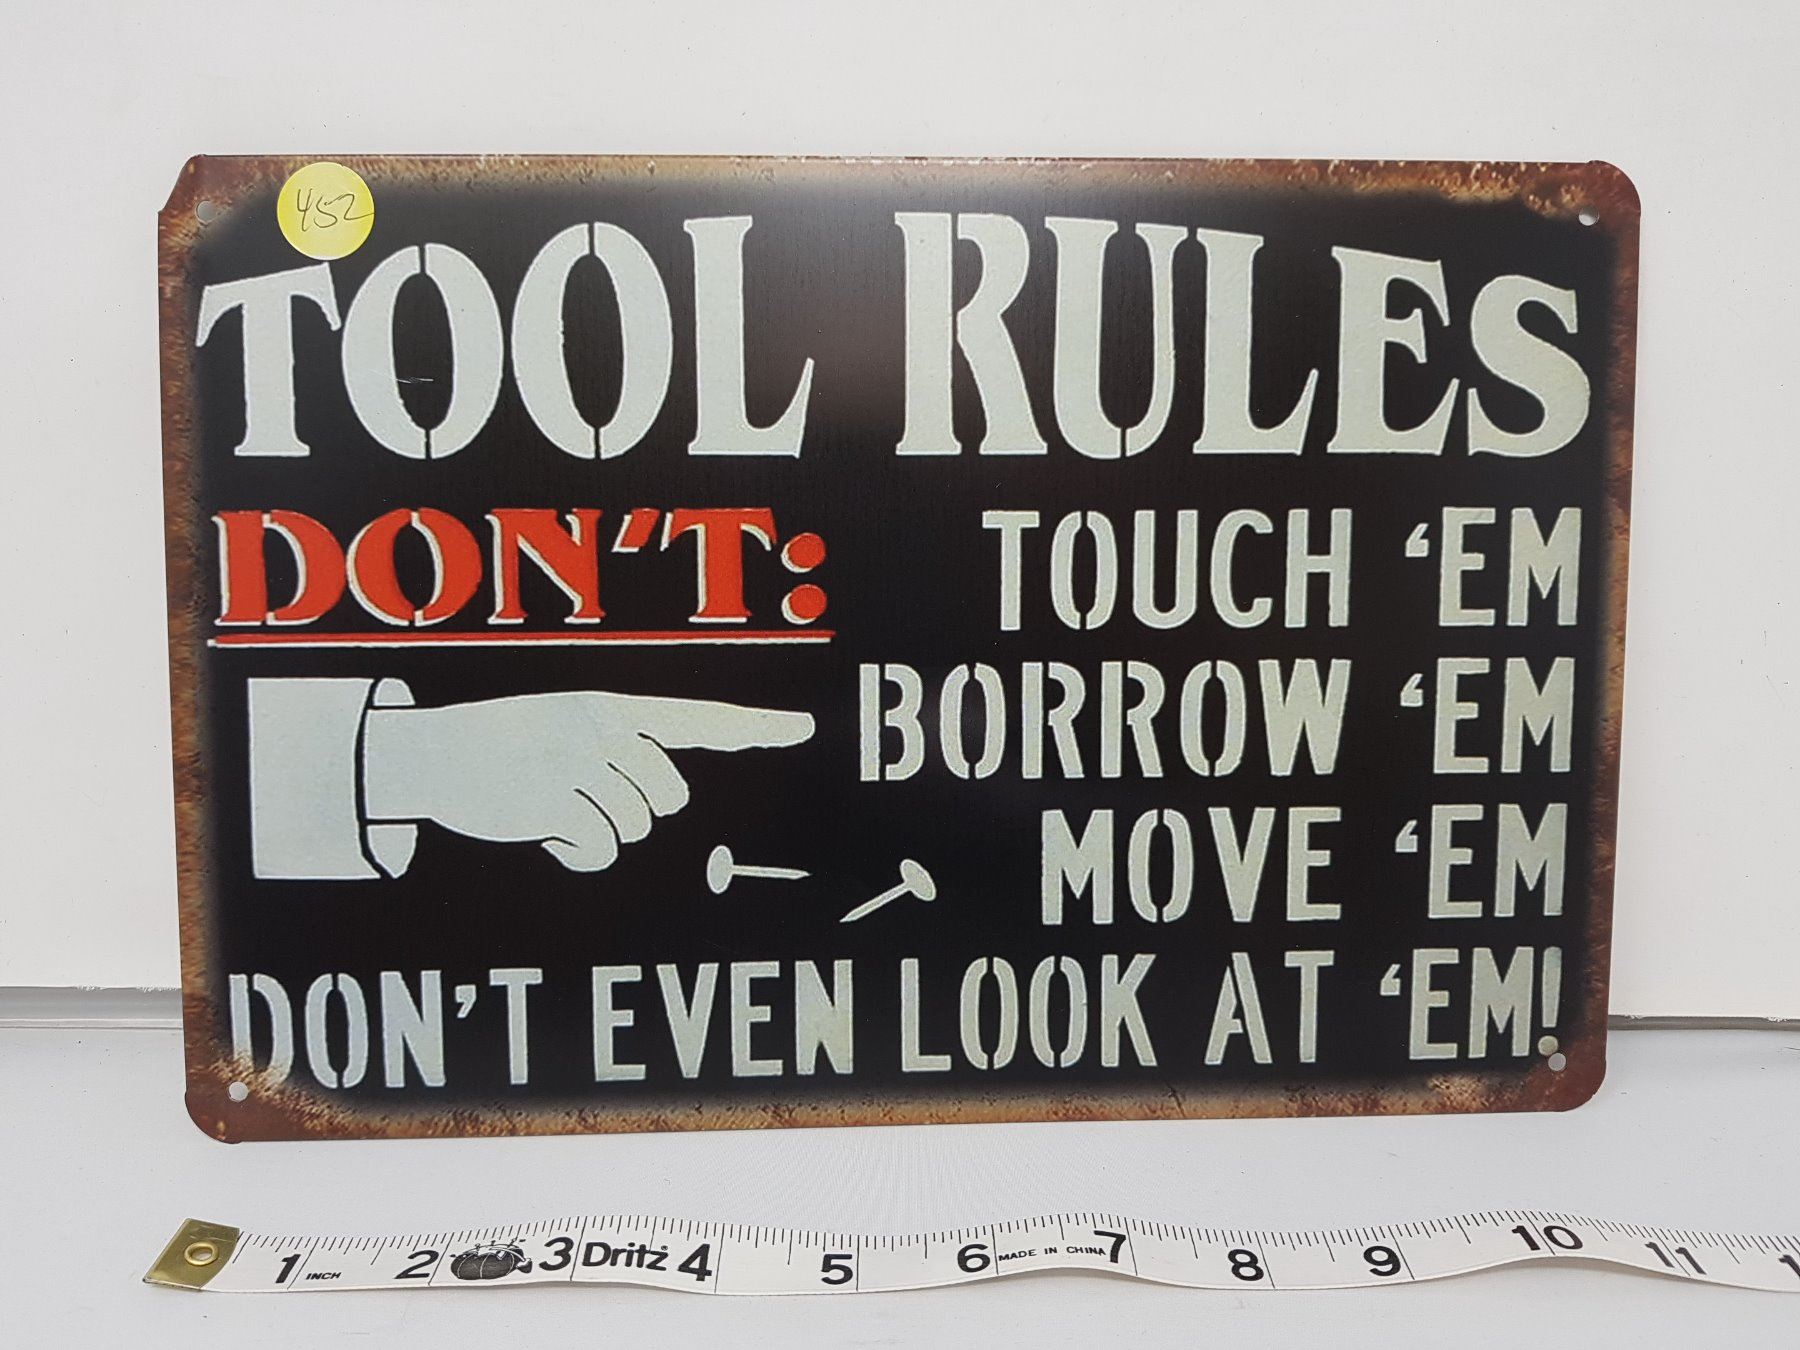 452
TOOL RULES
DON'T: TOUCH 'EM
BORROW 'EM
MOVE 'EM
DON'T EVEN LOOK AT 'EM!
1 INCH 2 3 Dritz 4 5 6 MADE IN CHINA 7 8 9 10 11 1